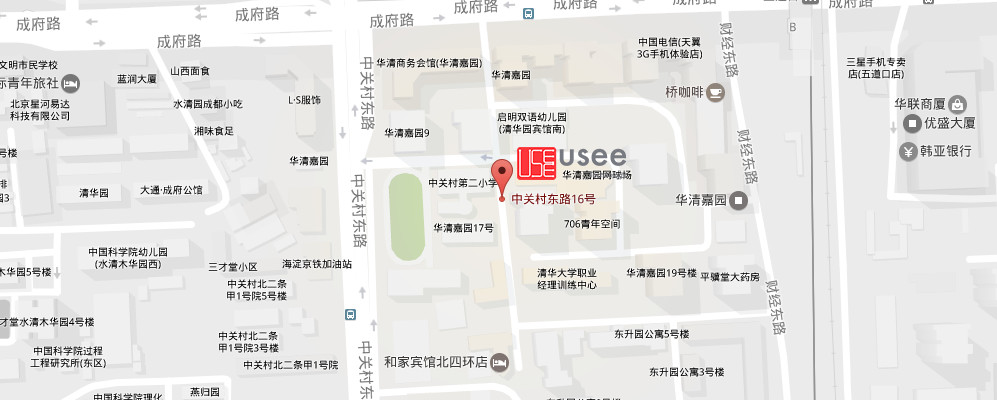 成府路
成府路
成府路
成府路
成府路
文明市民学校
际青年旅社
蓝润大厦
山西面食
北京星河易达
科技有限公司
水清园成都小吃
湘味食足
L·S服饰
中关村东路
华清商务会馆(华清嘉园)
华清嘉园
中国电信(天翼
3G手机体验店)
财经东路
B
三星手机专卖
店(五道口店)
桥咖啡
华联商厦
优盛大厦
韩亚银行
启明双语幼儿园
(清华园宾馆南)
华清嘉园9
9号楼
华清嘉园
财经东路
USE
usee
中关村第二小学
华清嘉园网球场
中关村东路16号
华清嘉园
清华园
大通·成府公馆
中关村东路
华清嘉园17号
706青年空间
中国科学院幼儿园
(水清木华园西)
三才堂小区
海淀京铁加油站
木华园5号楼
中关村北二条
甲1号院5号楼
清华大学职业
经理训练中心
华清嘉园19号楼
平骥堂大药房
财经东路
才堂水清木华园4号楼
中关村北二条
甲1号院3号楼
中关村北二条甲1号院
中国科学院过程
工程研究所(东区)
东升园公寓5号楼
中关村东
和家宾馆北四环店
东升园公寓3号楼
燕归园
中国科学院理化